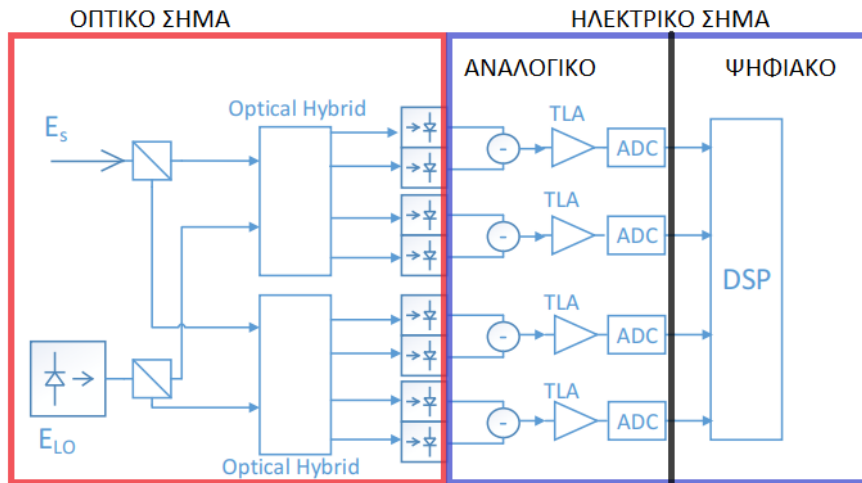 ΟΠΤΙΚΟ ΣΗΜΑ
ΗΛΕΚΤΡΙΚΟ ΣΗΜΑ
ΑΝΑΛΟΓΙΚΟ
ΨΗΦΙΑΚΟ
Optical Hybrid
TLA
Es
-
ADC
TLA
-
ADC
DSP
TLA
-
ADC
TLA
-
ADC
ELO
Optical Hybrid